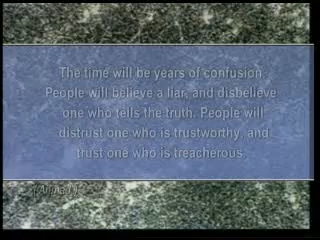 The time will be years of confusion.
People will believe a liar, and disbelieve
one who tells the truth. People will
distrust one who is trustworthy, and
trust one who is treacherous.
(Ahmad)